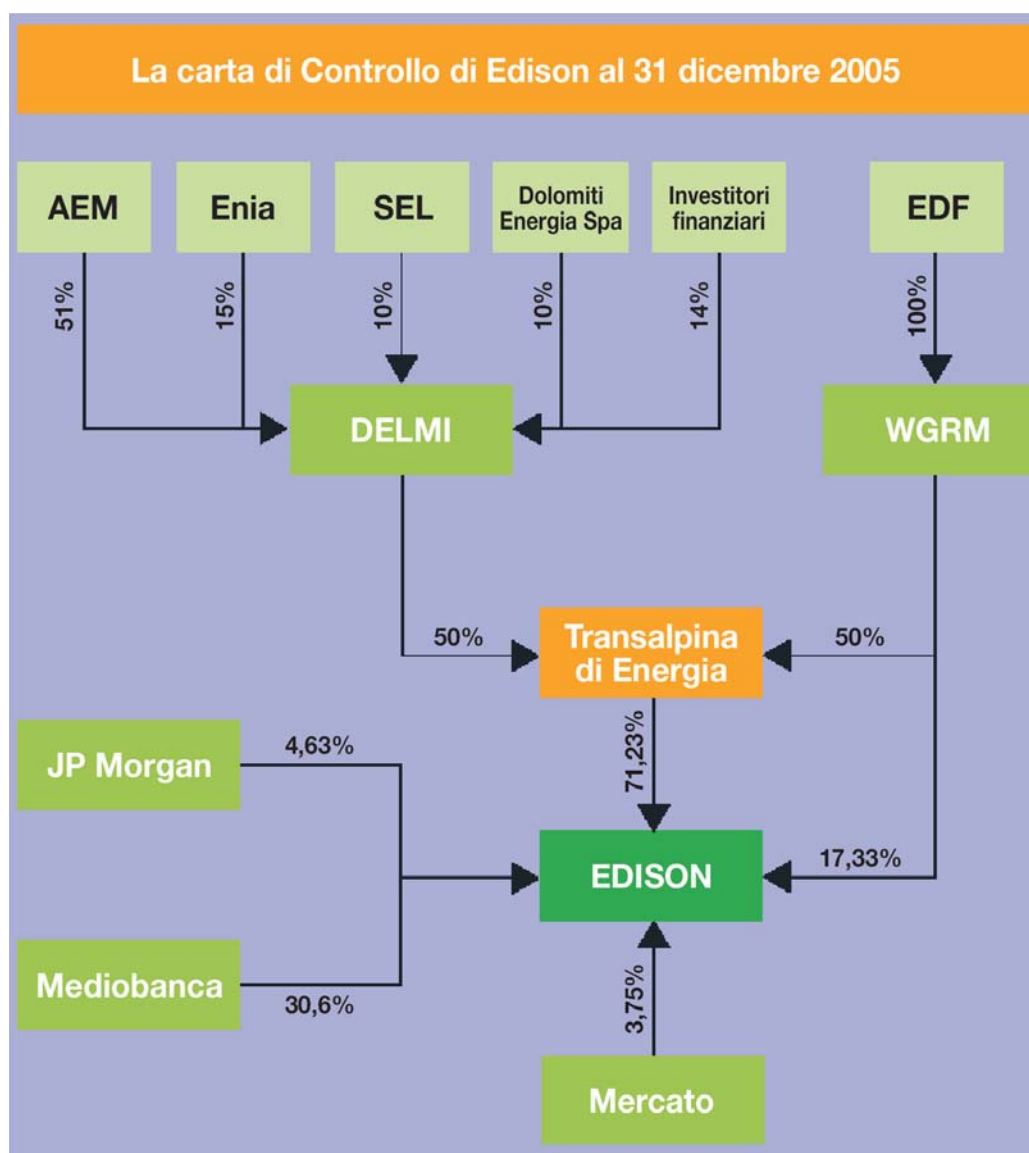 La carta di Controllo di Edison al 31 dicembre 2005
AEM
Enia
SEL
Dolomiti
Energia Spa
Investitori
finanziari
EDF
51%
15%
10%
10%
14%
100%
DELMI
WGRM
50%
Transalpina
di Energia
50%
JP Morgan
4,63%
71,23%
EDISON
17,33%
Mediobanca
30,6%
3,75%
Mercato